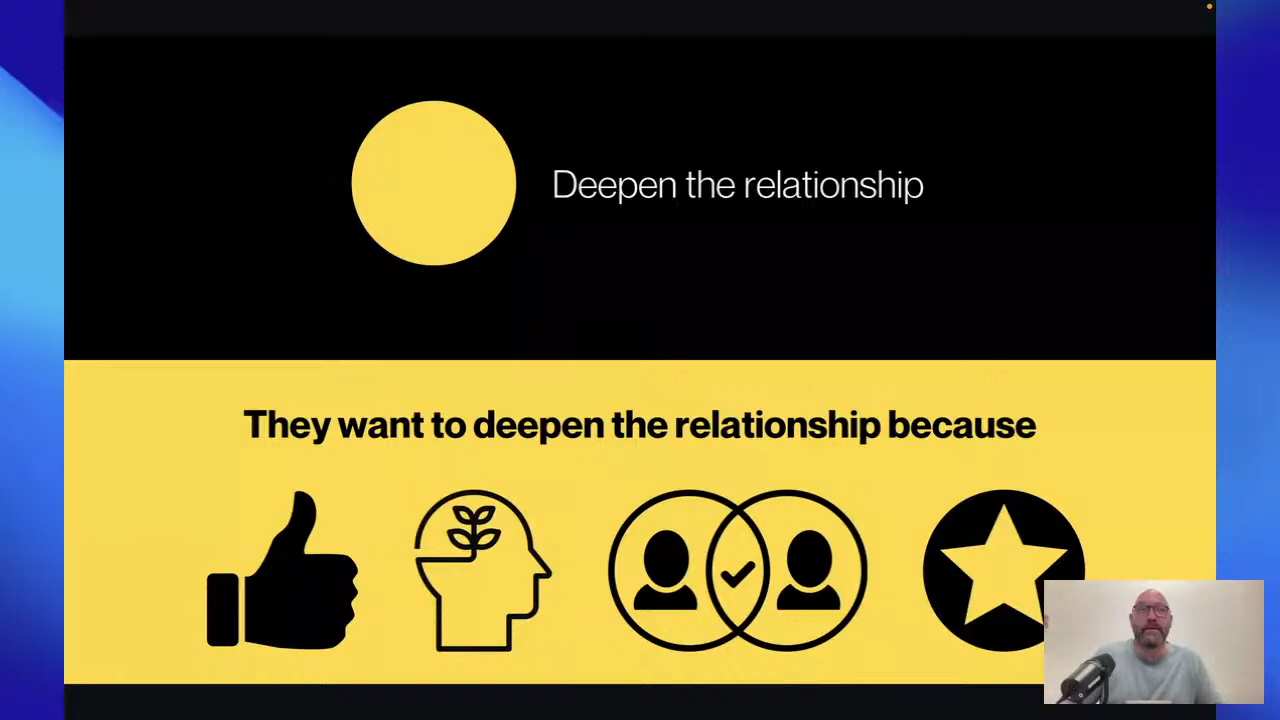 Deepen the relationship
They want to deepen the relationship because